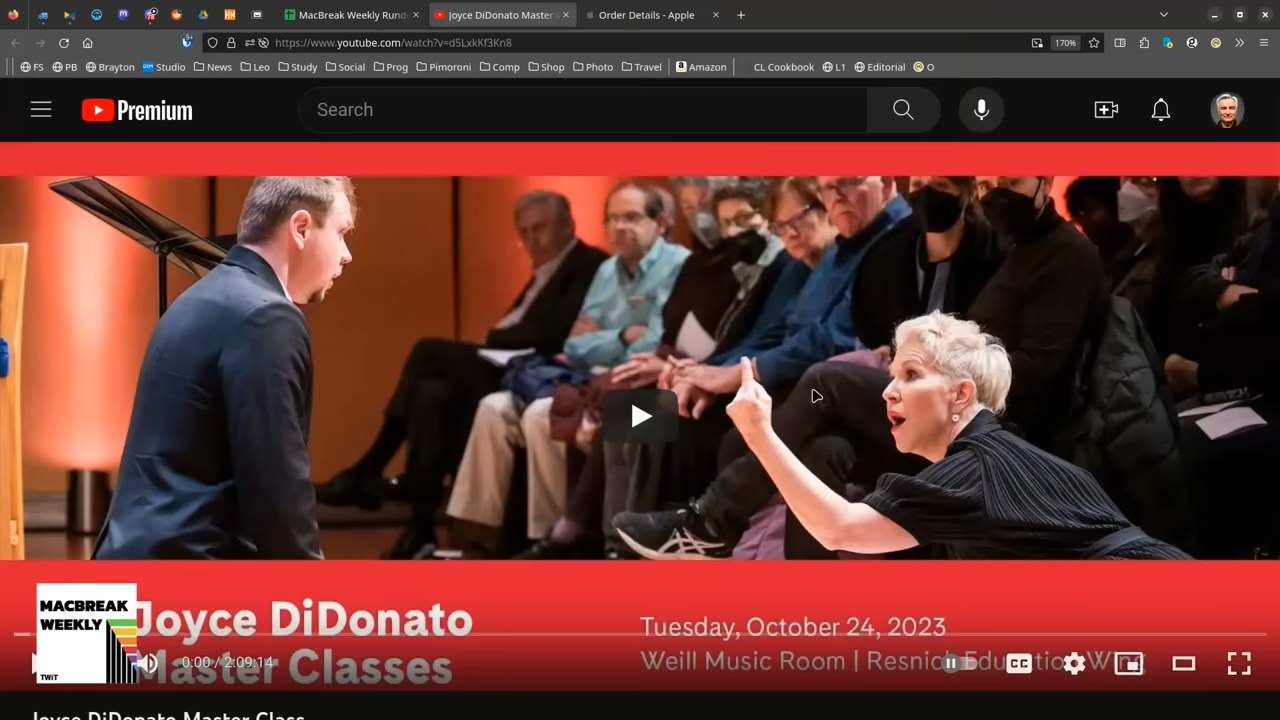 MacBreak Weekly Rund
Joyce DiDonato Master
Order Details - Apple
https://www.youtube.com/watch?v=d5LxkKf3Kn8
170%
FS
PB
Brayton
Studio
News
Leo
Study
Social
Prog
Pimoroni
Comp
Shop
Photo
Travel
Amazon
CL Cookbook
L1
Editorial
O
Premium
Search
Joyce DiDonato
Master Classes
Tuesday, October 24, 2023
Weill Music Room | Resnick Education Wing
MACBREAK
WEEKLY
TWiT
0:00 / 2:09:14
CC
Joyce DiDonato Master Class